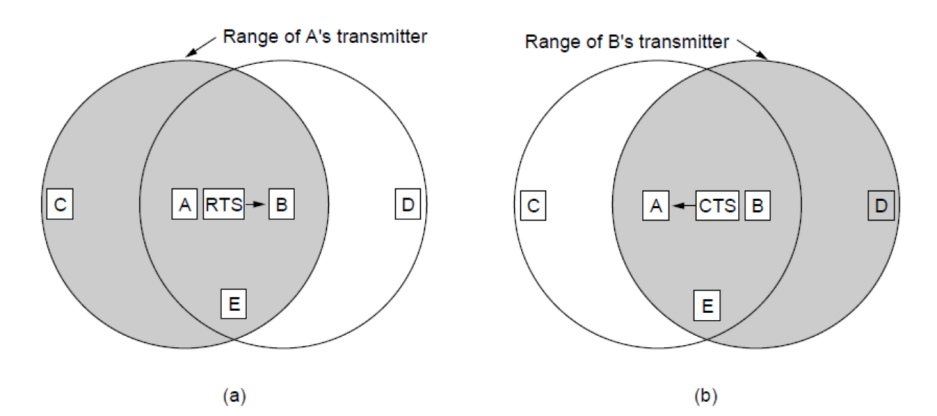 Range of A's transmitter
C
A
RTS
B
D
E
(a)
Range of B's transmitter
C
A
CTS
B
D
E
(b)